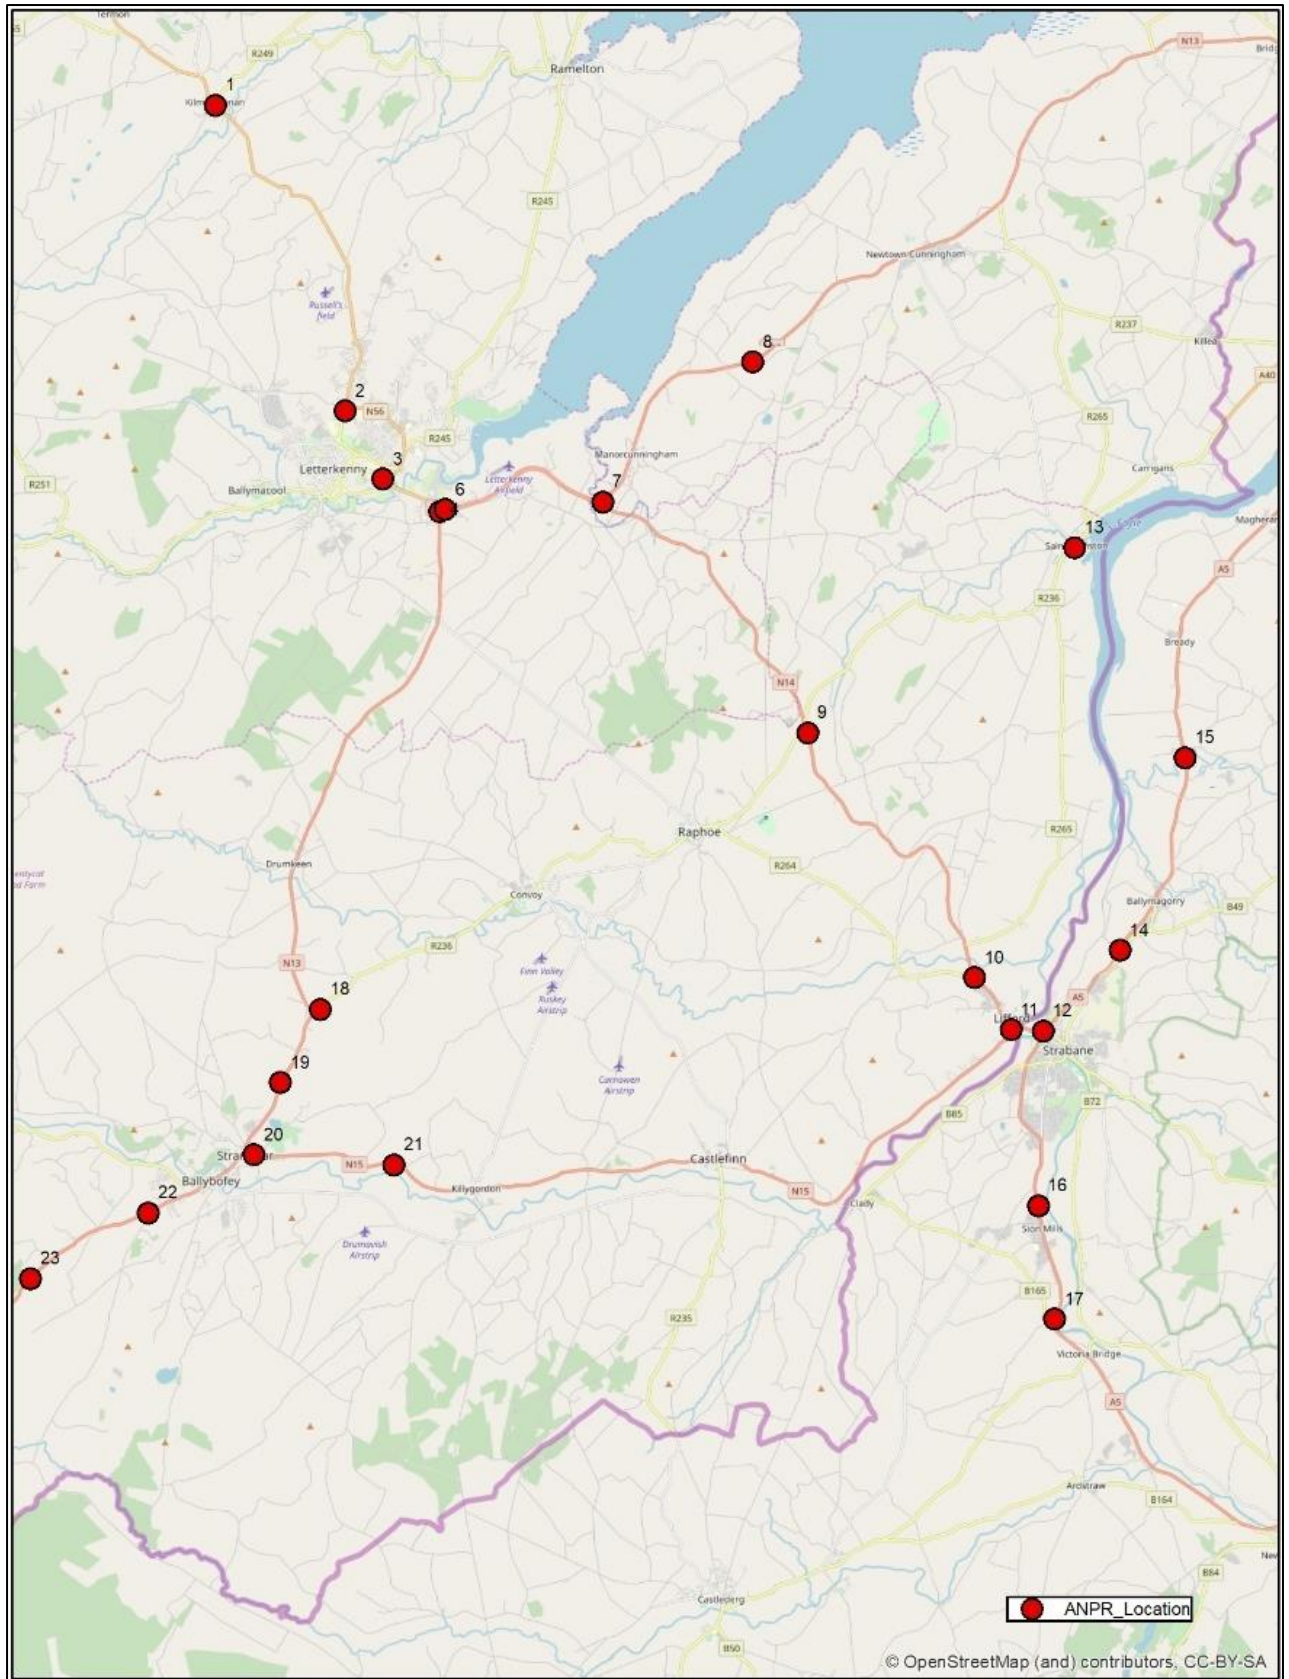 Termon
R249
1
Ramelton
N13
R245
Newtown Cunningham
Russell's
field
R237
Killea
8
A40
2
N56
R265
R245
Manorcunningham
Carrigans
Letterkenny
3
Letterkenny
Airfield
R251
Ballymacool
6
7
13
A5
R236
Bready
N14
9
15
Raphoe
R265
Drumkeen
R264
Convoy
Ballymagorry
B49
R236
14
N13
Finn Valley
10
A5
Ruskey
Airstrip
18
11
12
Strabane
19
Carnowen
Airstrip
B72
B85
20
21
N15
Castlefinn
Ballybofey
Killygordon
N15
Clady
22
16
Sion Mills
Drumavish
Airstrip
23
B165
17
R235
Victoria Bridge
A5
Ardstraw
B164
B84
Castlederg
ANPR_Location
B50
© OpenStreetMap (and) contributors, CC-BY-SA